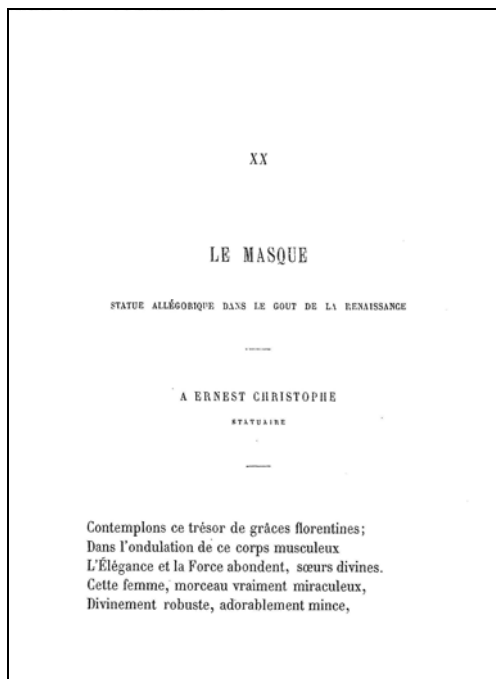 XX
LE MASQUE
STATUE ALLÉGORIQUE DANS LE GOUT DE LA RENAISSANCE
A ERNEST CHRISTOPHE
STATUAIRE
Contemplons ce trésor de grâces florentines;
Dans l'ondulation de ce corps musculeux
L'Élégance et la Force abondent, sœurs divines.
Cette femme, morceau vraiment miraculeux,
Divinement robuste, adorablement mince,